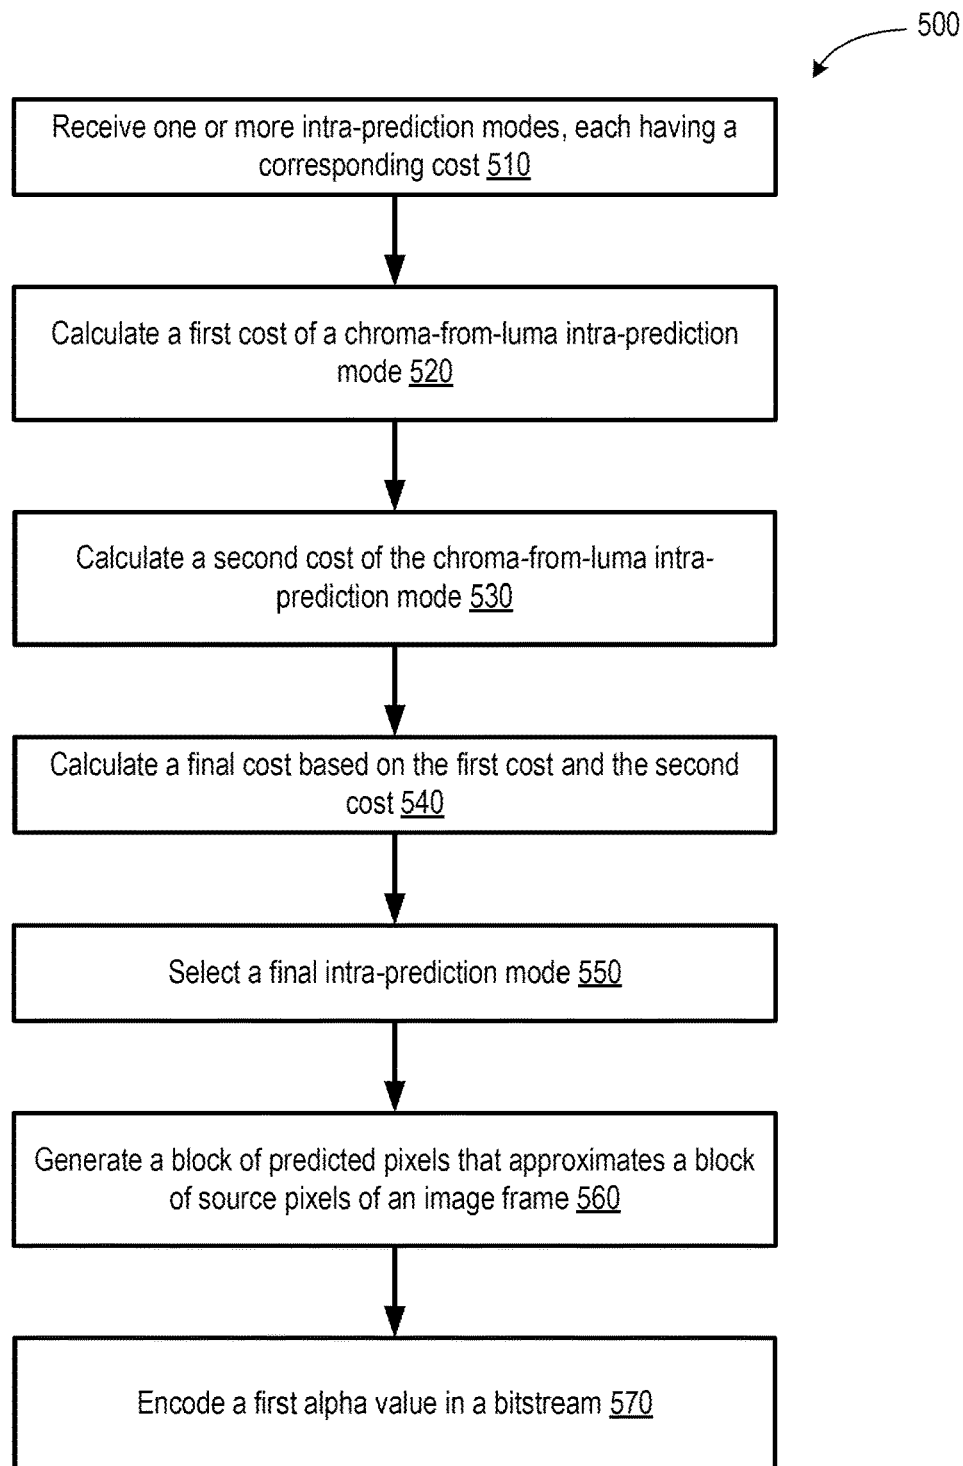 500
Receive one or more intra-prediction modes, each having a
corresponding cost 510
Calculate a first cost of a chroma-from-luma intra-prediction
mode 520
Calculate a second cost of the chroma-from-luma intra-
prediction mode 530
Calculate a final cost based on the first cost and the second
cost 540
Select a final intra-prediction mode 550
Generate a block of predicted pixels that approximates a block
of source pixels of an image frame 560
Encode a first alpha value in a bitstream 570